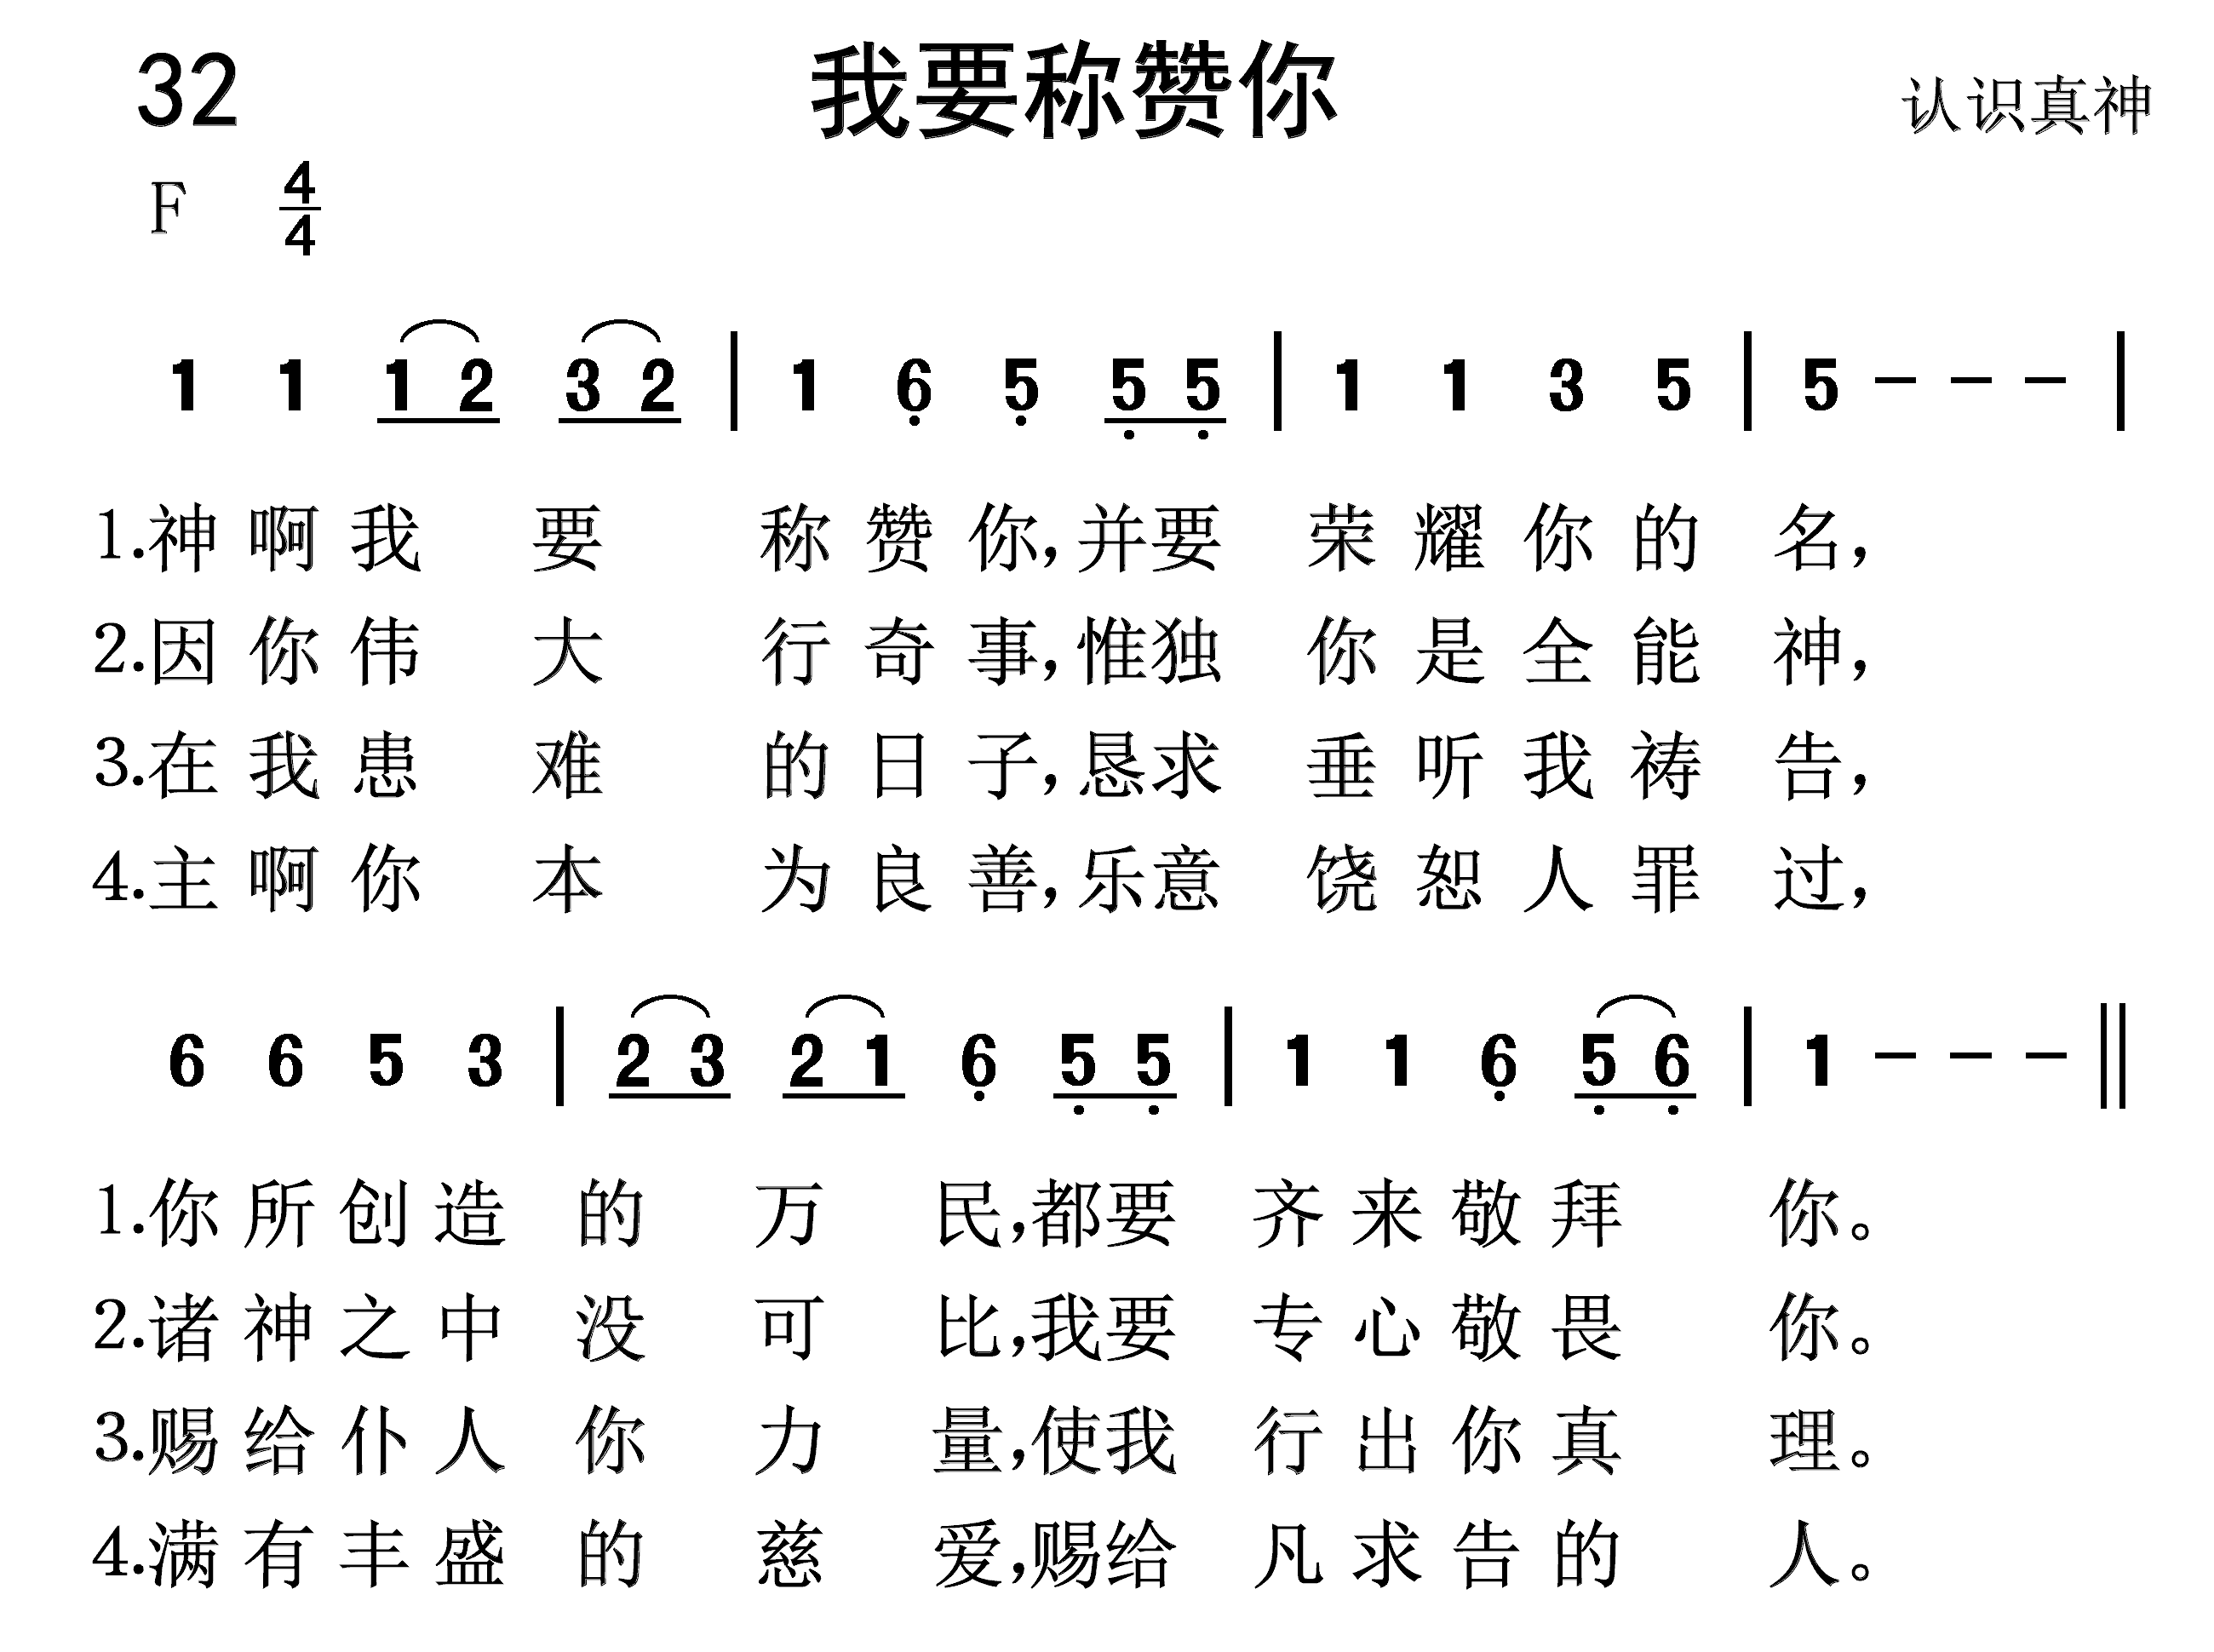 32 我要称赞你 认识真神
F 4/4
1 1 1 2 3 2 | 1 6 5 5 5 | 1 1 3 5 | 5 - - - |
1.神啊我要称赞你,并要荣耀你的名,
2.因你伟大行奇事,惟独你是全能神,
3.在我患难的日子,恳求垂听我祷告,
4.主啊你本为良善,乐意饶恕人罪过,
6 6 5 3 | 2 3 2 1 6 5 5 | 1 1 6 5 6 | 1 - - - ||
1.你所创造的万民,都要齐来敬拜你。
2.诸神之中没可比,我要专心敬畏你。
3.赐给仆人你力量,使我行出你真理。
4.满有丰盛的慈爱,赐给凡求告的人。